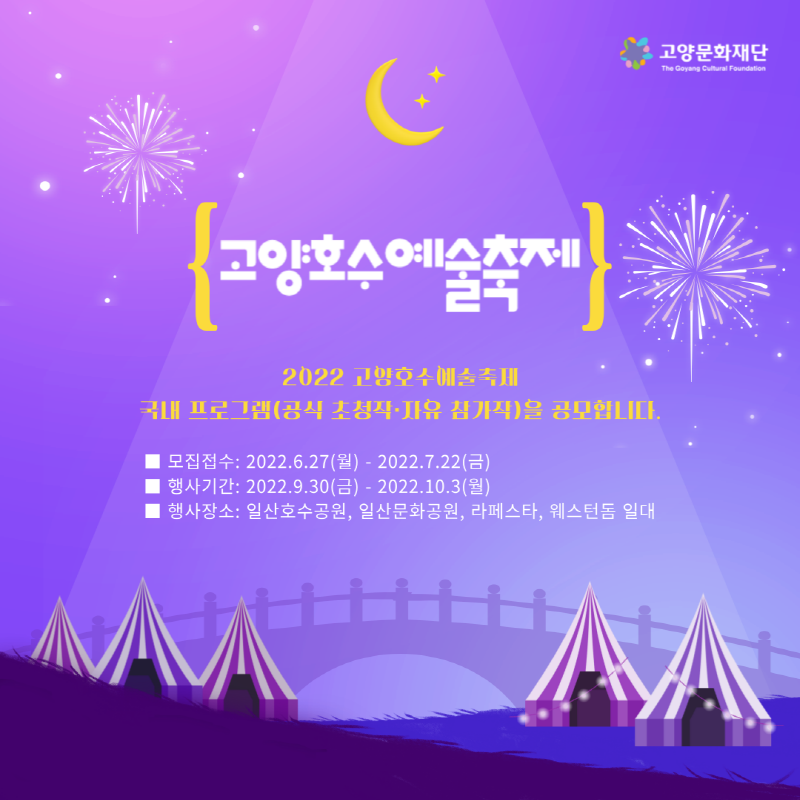 고양문화재단
The Goyang Cultural Foundation
{고양호수예술축제}
2022 고양호수예술축제
국내 프로그램(공식 초청작·자유 참가작)을 공모합니다.
■ 모집접수: 2022.6.27(월) - 2022.7.22(금)
■ 행사기간: 2022.9.30(금) - 2022.10.3(월)
■ 행사장소: 일산호수공원, 일산문화공원, 라페스타, 웨스턴돔 일대